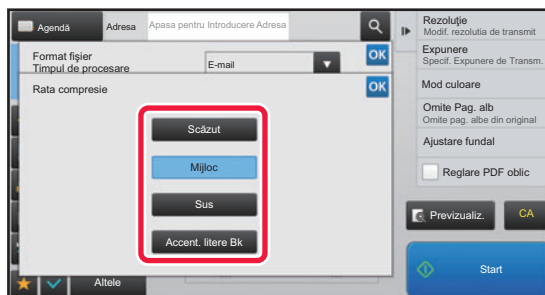 Agendă
Adresa
Apasa pentru Introducere Adresa
Format fişier
Timpul de procesare
E-mail
OK
Rata compresie
OK
Scăzut
Mijloc
Sus
Accent. litere Bk
Altele
Rezoluţie
Modif. rezolutia de transmit
Expunere
Specif. Expunere de Transm.
Mod culoare
Omite Pag. alb
Omite pag. albe din original
Ajustare fundal
Reglare PDF oblic
Previzualiz.
CA
Start